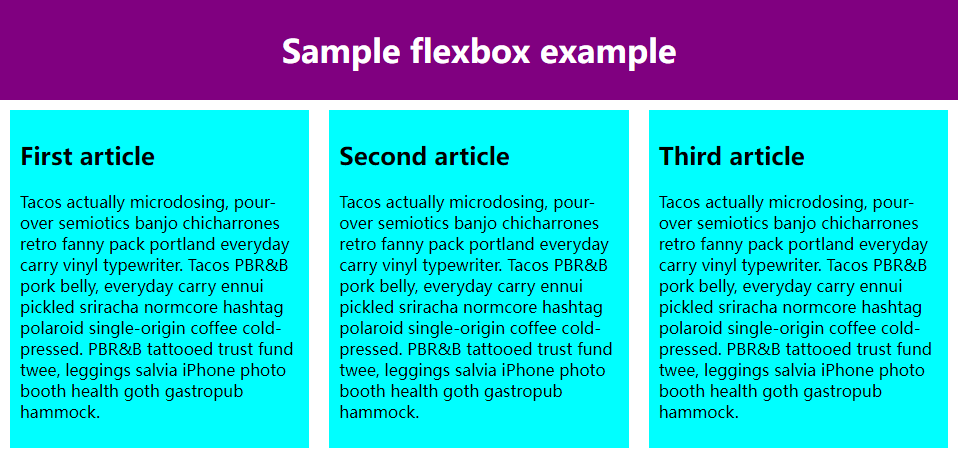 Sample flexbox example
First article
Tacos actually microdosing, pour-
over semiotics banjo chicharrones
retro fanny pack portland everyday
carry vinyl typewriter. Tacos PBR&B
pork belly, everyday carry ennui
pickled sriracha normcore hashtag
polaroid single-origin coffee cold-
pressed. PBR&B tattooed trust fund
twee, leggings salvia iPhone photo
booth health goth gastropub
hammock.
Second article
Tacos actually microdosing, pour-
over semiotics banjo chicharrones
retro fanny pack portland everyday
carry vinyl typewriter. Tacos PBR&B
pork belly, everyday carry ennui
pickled sriracha normcore hashtag
polaroid single-origin coffee cold-
pressed. PBR&B tattooed trust fund
twee, leggings salvia iPhone photo
booth health goth gastropub
hammock.
Third article
Tacos actually microdosing, pour-
over semiotics banjo chicharrones
retro fanny pack portland everyday
carry vinyl typewriter. Tacos PBR&B
pork belly, everyday carry ennui
pickled sriracha normcore hashtag
polaroid single-origin coffee cold-
pressed. PBR&B tattooed trust fund
twee, leggings salvia iPhone photo
booth health goth gastropub
hammock.